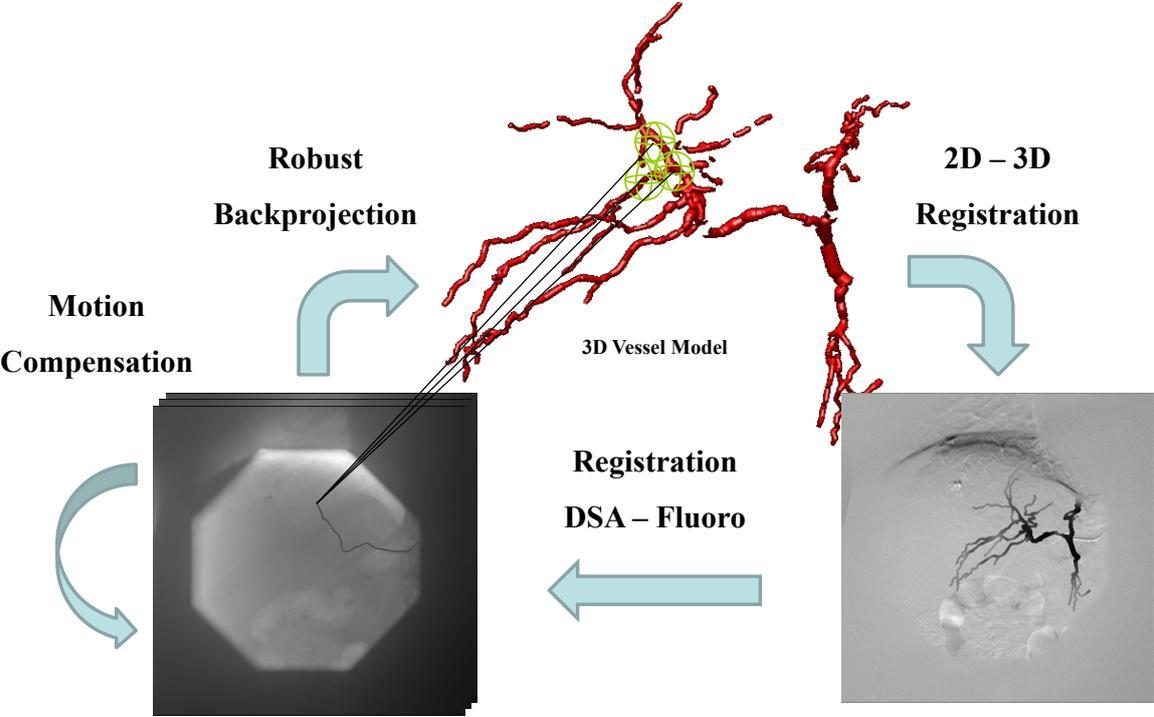 Robust
Backprojection
2D – 3D
Registration
Motion
Compensation
3D Vessel Model
Registration
DSA – Fluoro